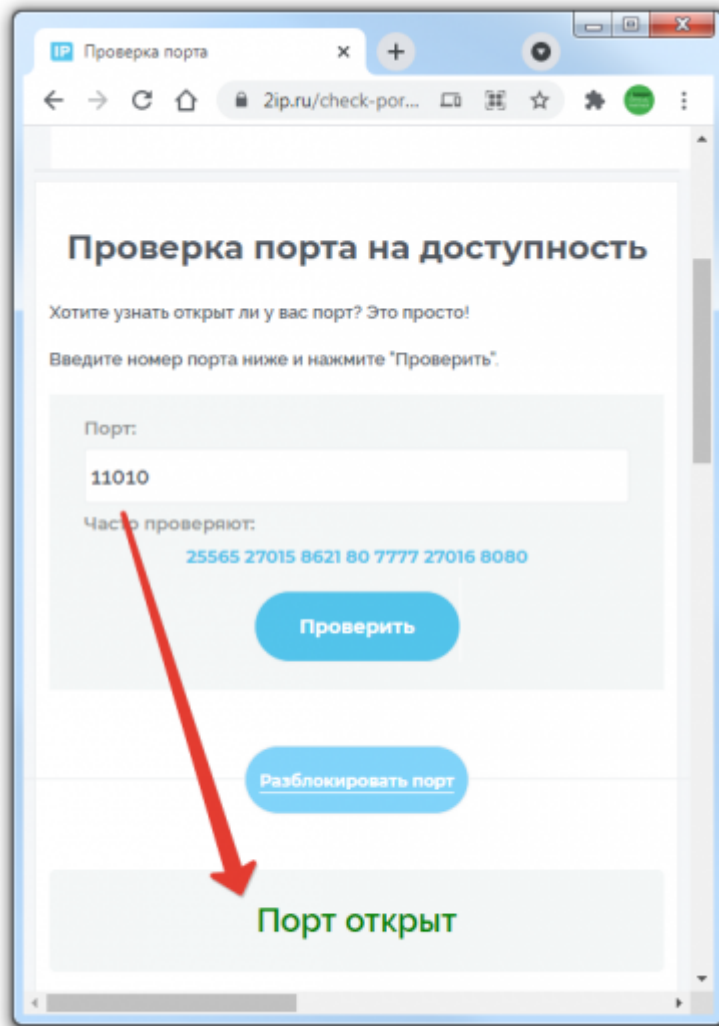 IP Проверка порта
2ip.ru/check-por...
Проверка порта на доступность
Хотите узнать открыт ли у вас порт? Это просто!
Введите номер порта ниже и нажмите "Проверить".
Порт:
11010
Часто проверяют:
25565 27015 8621 80 7777 27016 8080
Проверить
Разблокировать порт
Порт открыт